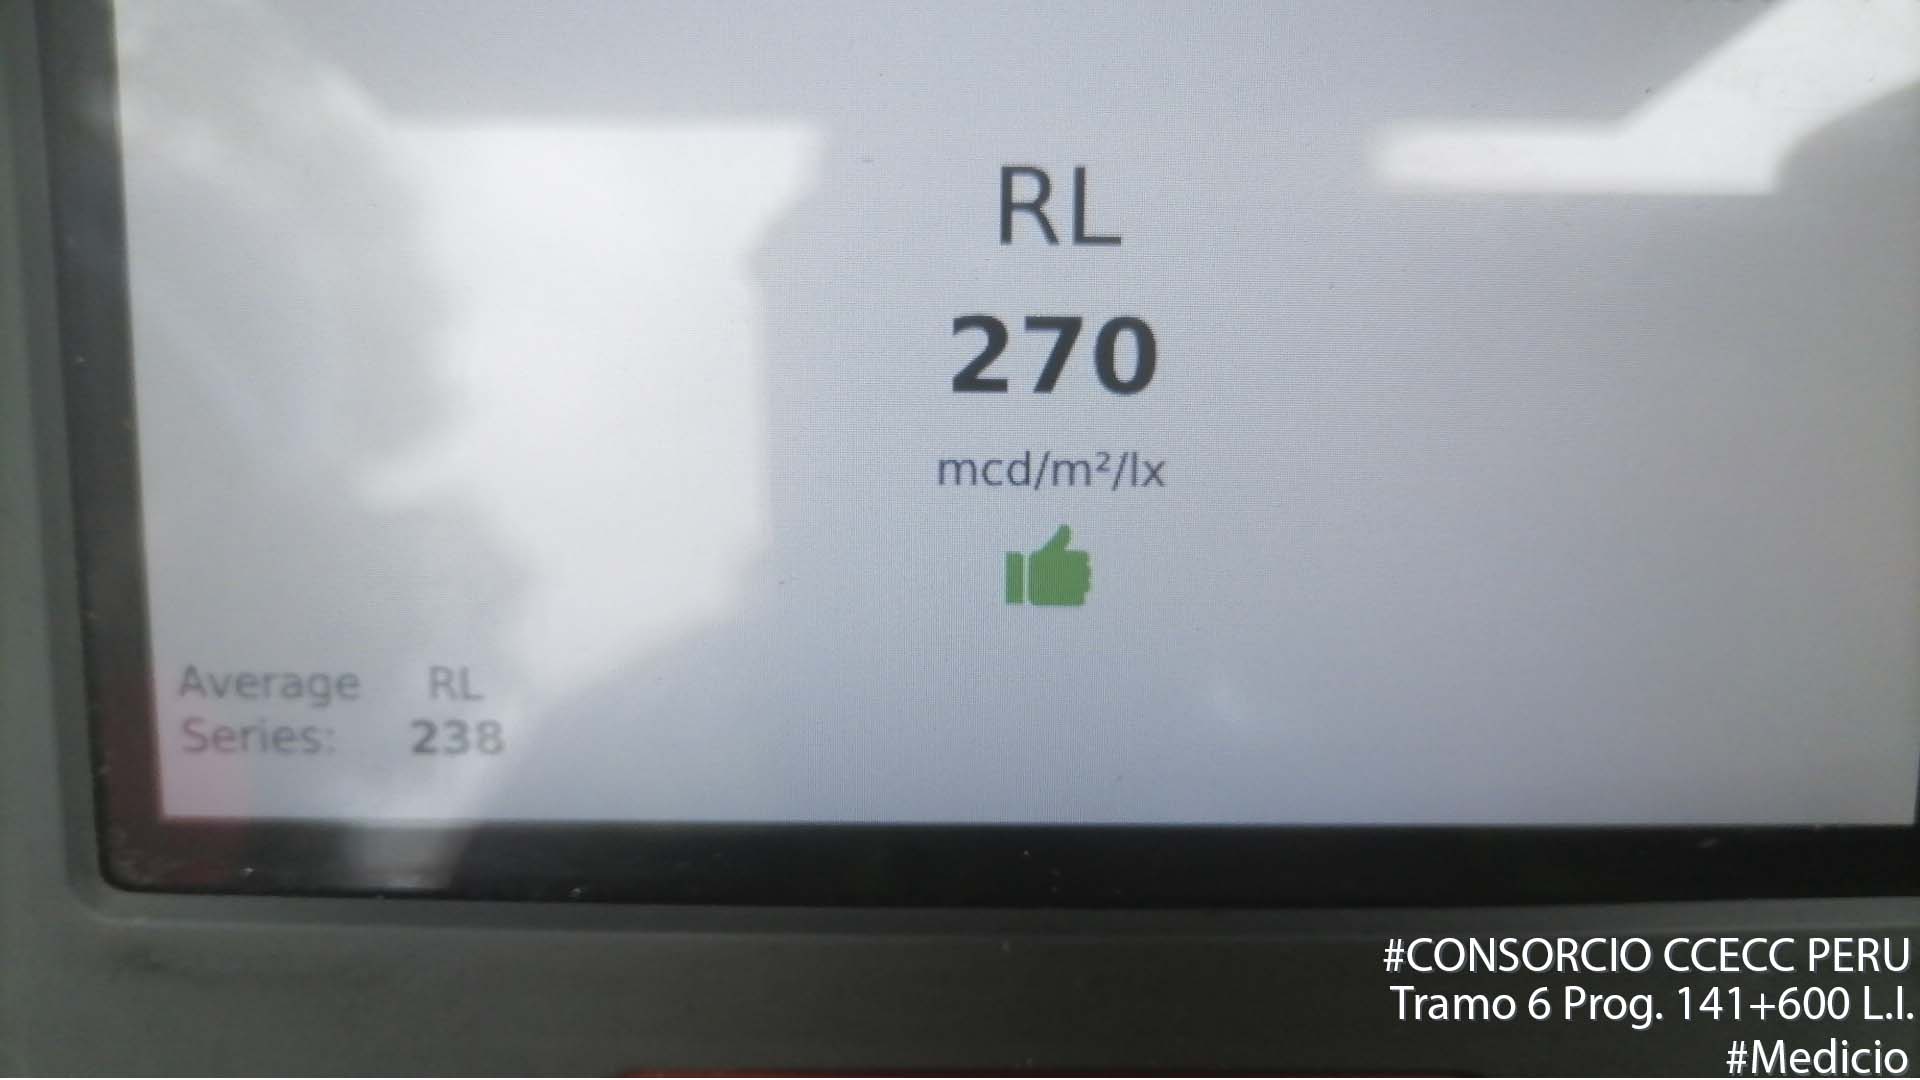 RL
270
mcd/m²/lx
Average RL
Series: 238
#CONSORCIO CCECC PERU
Tramo 6 Prog. 141+600 L.I.
#Medicio